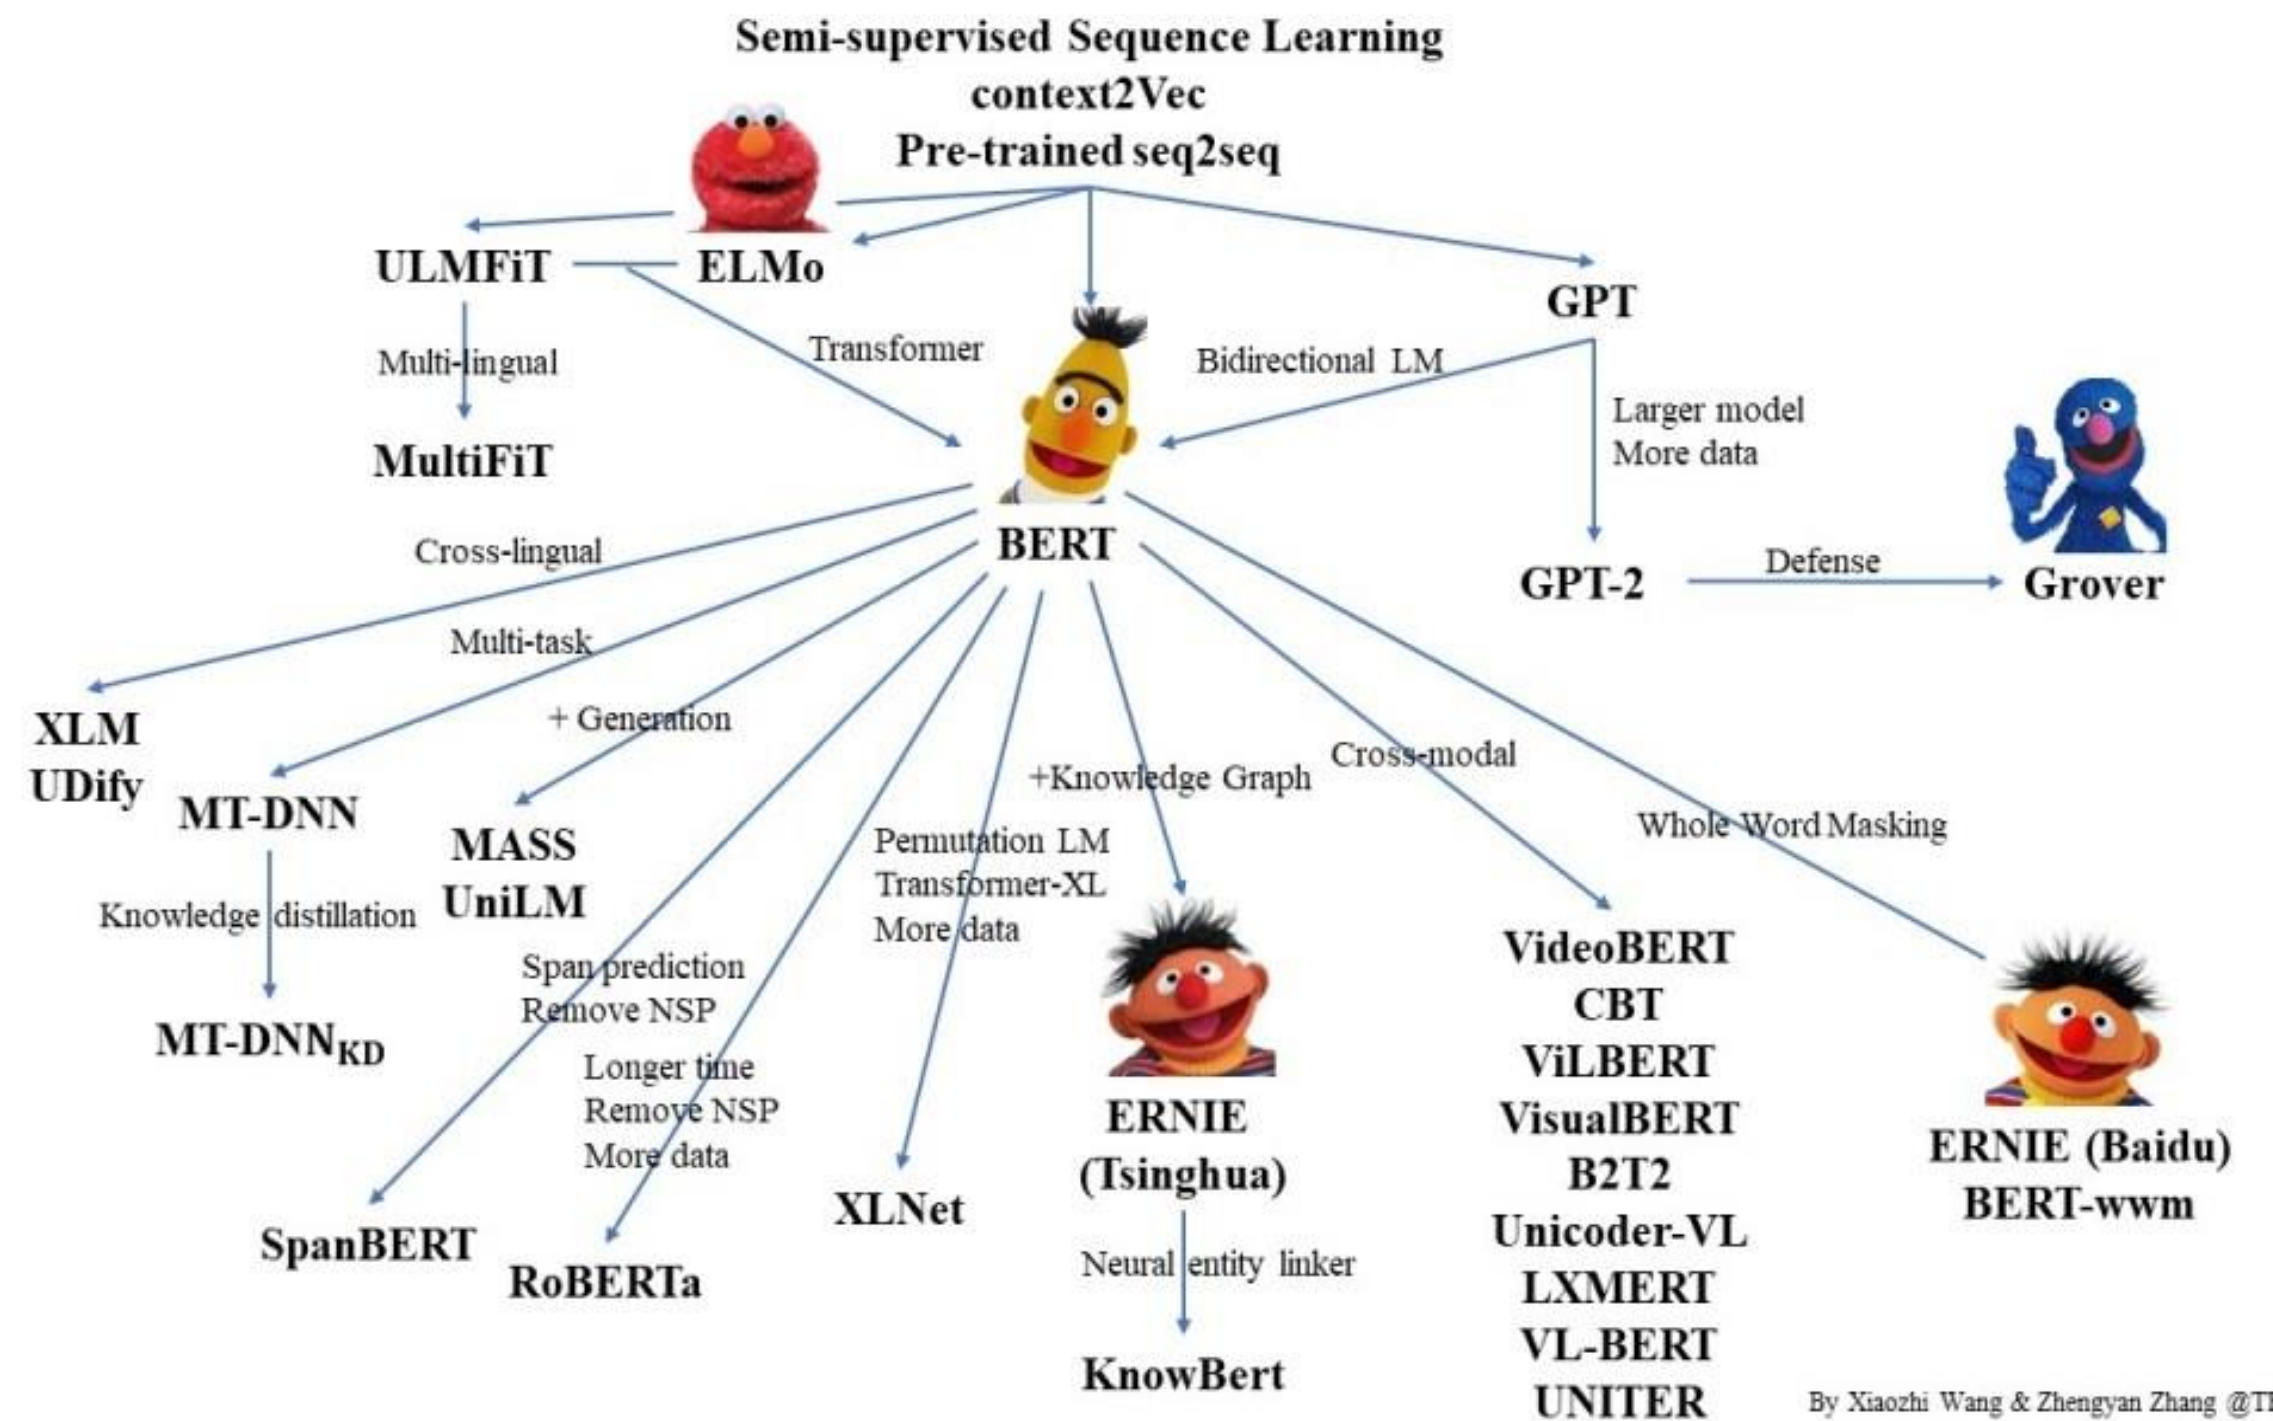 Semi-supervised Sequence Learning
context2Vec
Pre-trained seq2seq
ULMFiT
ELMo
GPT
Transformer
Bidirectional LM
Multi-lingual
Larger model
More data
MultiFiT
Cross-lingual
BERT
Defense
GPT-2
Grover
Multi-task
XLM
UDify
+ Generation
Cross-modal
+Knowledge Graph
MT-DNN
Whole Word Masking
MASS
UniLM
Permutation LM
Transformer-XL
More data
Knowledge distillation
Span prediction
Remove NSP
MT-DNN KD
Longer time
Remove NSP
More data
VideoBERT
CBT
ViLBERT
VisualBERT
B2T2
Unicoder-VL
LXMERT
VL-BERT
UNITER
ERNIE
(Tsinghua)
ERNIE (Baidu)
BERT-wwm
XLNet
SpanBERT
RoBERTa
Neural entity linker
KnowBert
By Xiaozhi Wang & Zhengyan Zhang